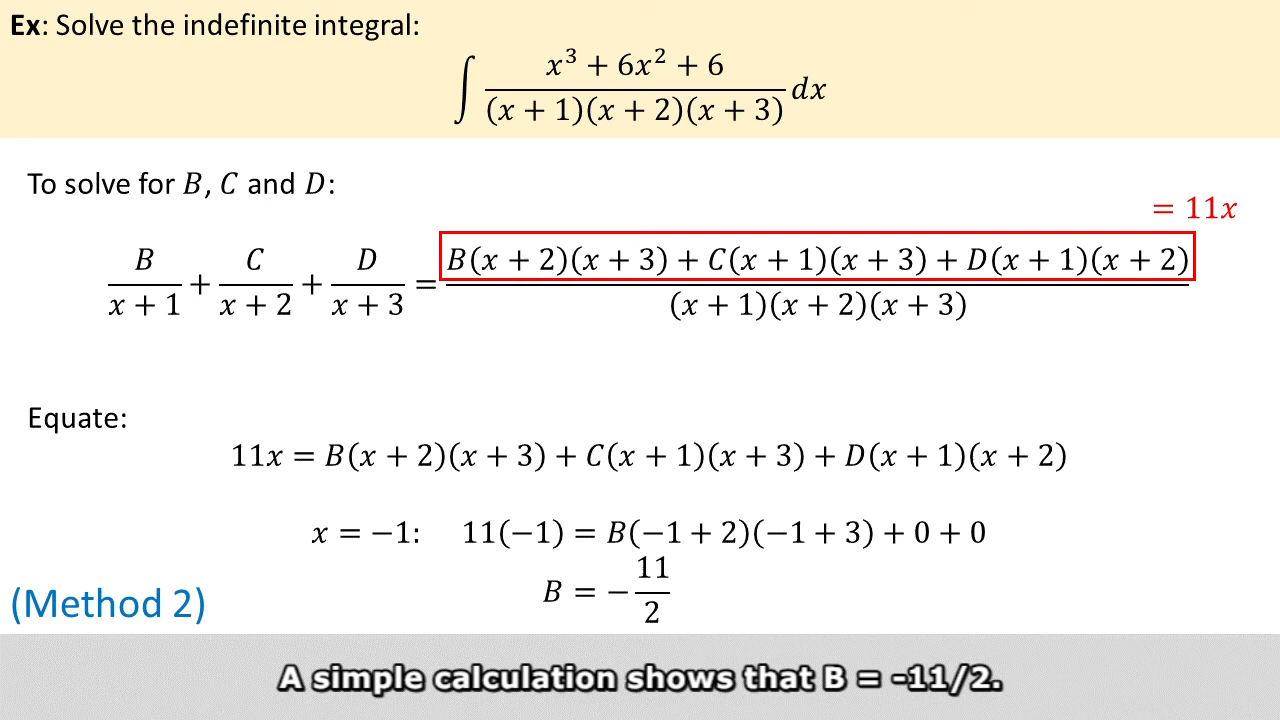 Ex: Solve the indefinite integral:
∫ (x³ + 6x² + 6)/((x + 1)(x + 2)(x + 3)) dx
To solve for B, C and D:
= 11x
B/(x + 1) + C/(x + 2) + D/(x + 3) = (B(x + 2)(x + 3) + C(x + 1)(x + 3) + D(x + 1)(x + 2))/((x + 1)(x + 2)(x + 3))
Equate:
11x = B(x + 2)(x + 3) + C(x + 1)(x + 3) + D(x + 1)(x + 2)
x = −1: 11(−1) = B(−1 + 2)(−1 + 3) + 0 + 0
B = −11/2
(Method 2)
A simple calculation shows that B = -11/2.